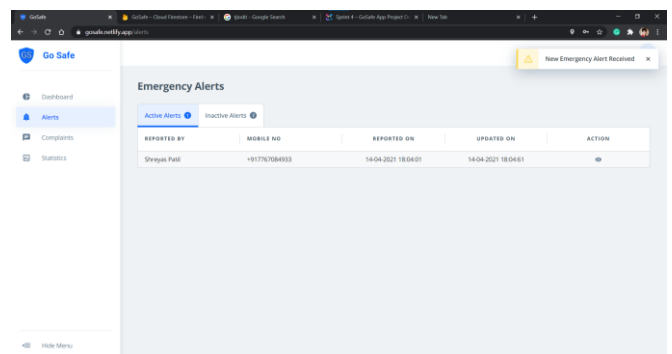 GoSafe
GoSafe – Cloud Firestore – Fireb
Google Search
Sprint 4 – GoSafe App Project D
New Tab
gosafe.netlify.app/alerts
GS Go Safe
New Emergency Alert Received
Emergency Alerts
Dashboard
Alerts
Complaints
Statistics
Active Alerts Inactive Alerts
REPORTED BY MOBILE NO REPORTED ON UPDATED ON ACTION
Shreyas Patil +917767084933 14-04-2021 18:04:01 14-04-2021 18:04:61
Hide Menu